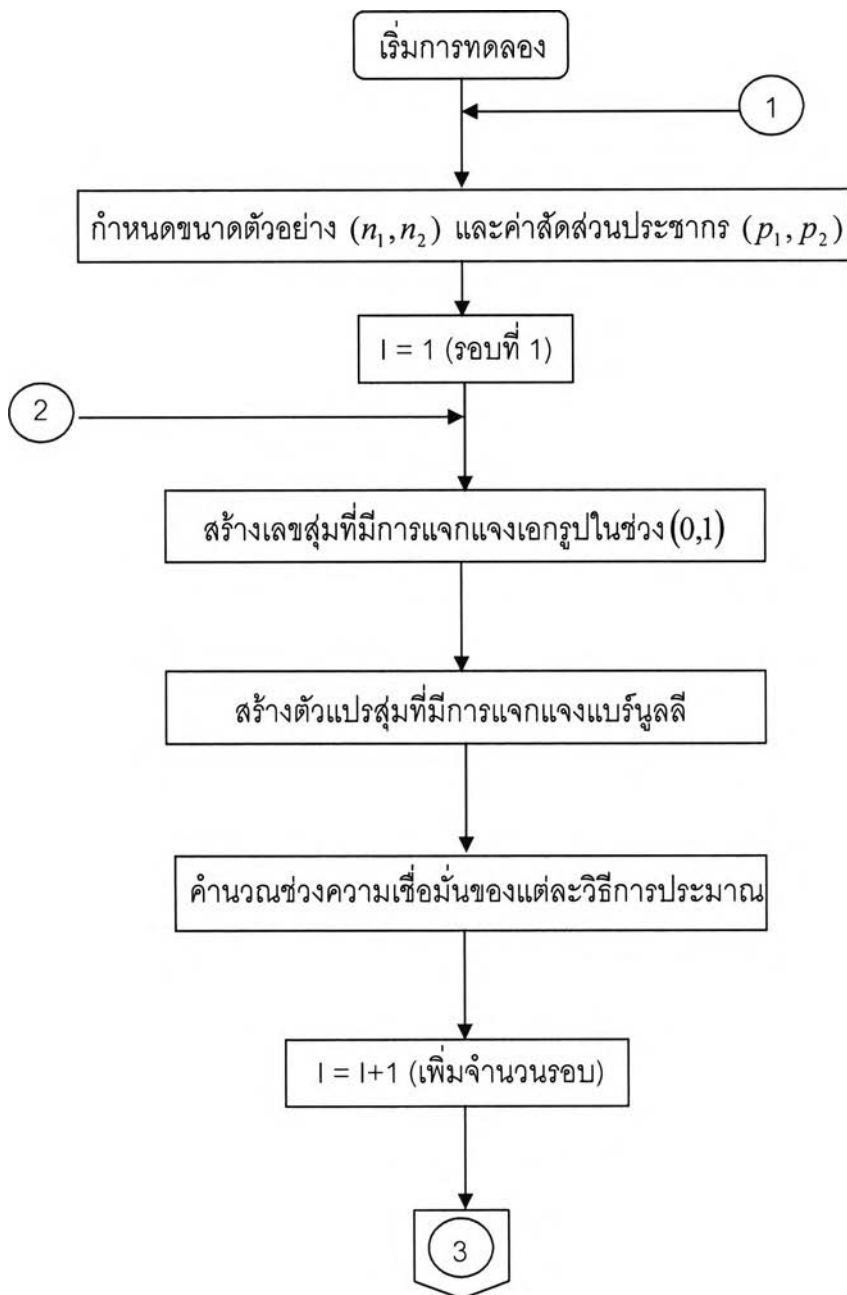 เริ่มการทดลอง
1
กำหนดขนาดตัวอย่าง (n₁,n₂) และค่าสัดส่วนประชากร (p₁,p₂)
I = 1 (รอบที่ 1)
2
สร้างเลขสุ่มที่มีการแจกแจงเอกรูปในช่วง (0,1)
สร้างตัวแปรสุ่มที่มีการแจกแจงแบร์นูลลี
คำนวณช่วงความเชื่อมั่นของแต่ละวิธีการประมาณ
I = I+1 (เพิ่มจำนวนรอบ)
3